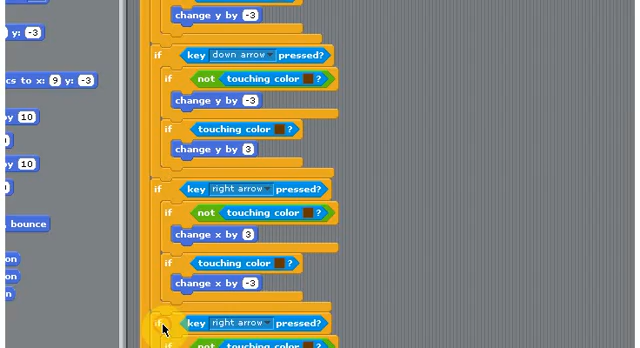 change y by -3
y: -3
if key down arrow pressed?
if not touching color ?
cs to x: 9 y: -3
change y by -3
by 10
if touching color ?
change y by 3
by 10
if key right arrow pressed?
if not touching color ?
bounce
change x by 3
on
if touching color ?
on
change x by -3
n
if key right arrow pressed?
if not touching color ?